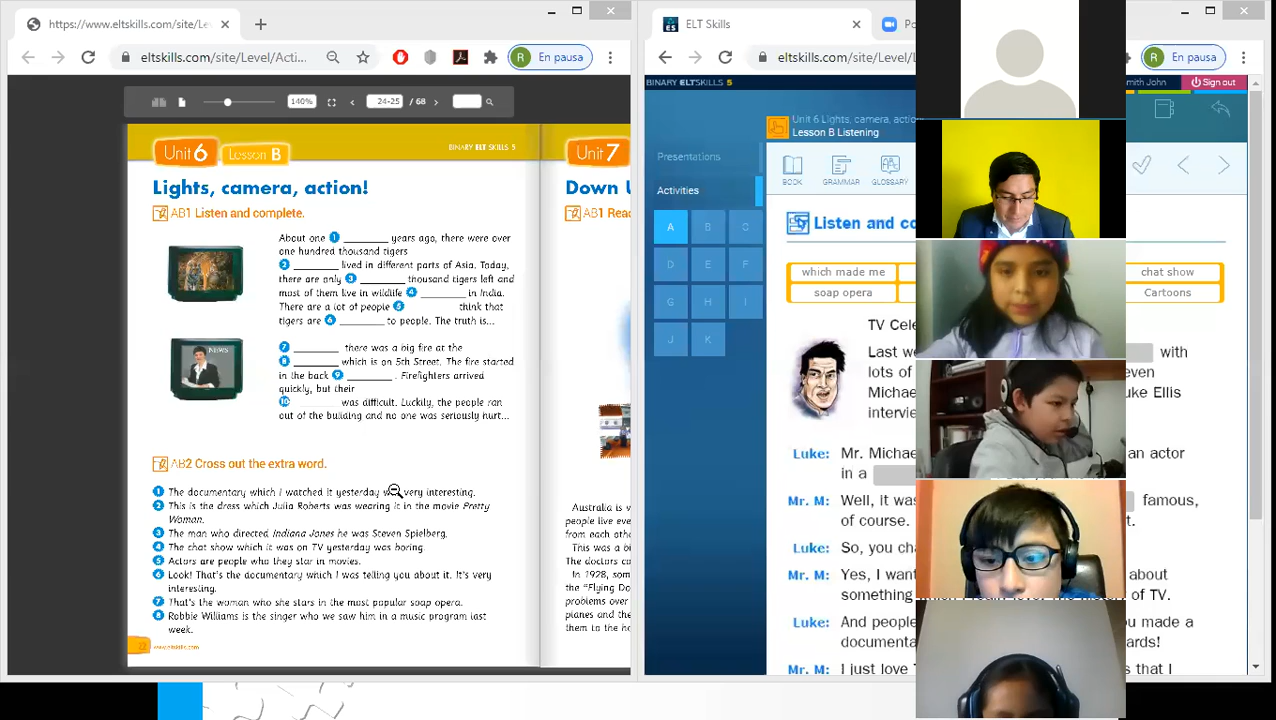 https://www.eltskills.com/site/Le
eltskills.com/site/Level/Acti...
R En pausa
140%
24-25 / 68
Unit 6 Lesson B
BINARY ELT SKILLS 5
Lights, camera, action!
AB1 Listen and complete.
About one 1 ________ years ago, there were over
one hundred thousand tigers
2 ________ lived in different parts of Asia. Today,
there are only 3 ________ thousand tigers left and
most of them live in wildlife 4 ________ in India.
There are a lot of people 5 ________ think that
tigers are 6 ________ to people. The truth is...
NEWS
7 ________ there was a big fire at the
8 ________ which is on 5th Street. The fire started
in the back 9 ________. Firefighters arrived
quickly, but their
10 ________ was difficult. Luckily, the people ran
out of the building and no one was seriously hurt...
AB2 Cross out the extra word.
1 The documentary which I watched it yesterday very interesting.
2 This is the dress which Julia Roberts was wearing it in the movie Pretty
Woman.
3 The man who directed Indiana Jones he was Steven Spielberg.
4 The chat show which it was on TV yesterday was boring.
5 Actors are people who they star in movies.
6 Look! That's the documentary which I was telling you about it. It's very
interesting.
7 That's the woman who she stars in the most popular soap opera.
8 Robbie Williams is the singer who we saw him in a music program last
week.
12 www.eltskills.com
Unit 7
Down U
AB1 Read
Australia is v
people live eve
from each othe
This was a bi
The doctors co
In 1928, som
the "Flying Do
problems over
planes and the
them to the ho
ES ELT Skills
eltskills.com/site/Level/L
R En pausa
BINARY ELTSKILLS 5
mith John
Sign out
Unit 6 Lights, camera, actio
Lesson B Listening
Presentations
Activities
A B C
D E F
G H I
J K
BOOK GRAMMAR GLOSSARY
Listen and co
which made me
chat show
soap opera
Cartoons
TV Cele
Last we
with
lots of
even
Michae
uke Ellis
intervie
Luke: Mr. Michae
an actor
in a
Mr. M: Well, it was
famous,
of course.
t.
Luke: So, you cha
Mr. M: Yes, I want
about
of TV.
Luke: And people
ou made a
documenta
ards!
Mr. M: I just love T
s that I